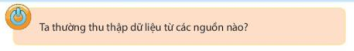 Ta thường thu thập dữ liệu từ các nguồn nào?